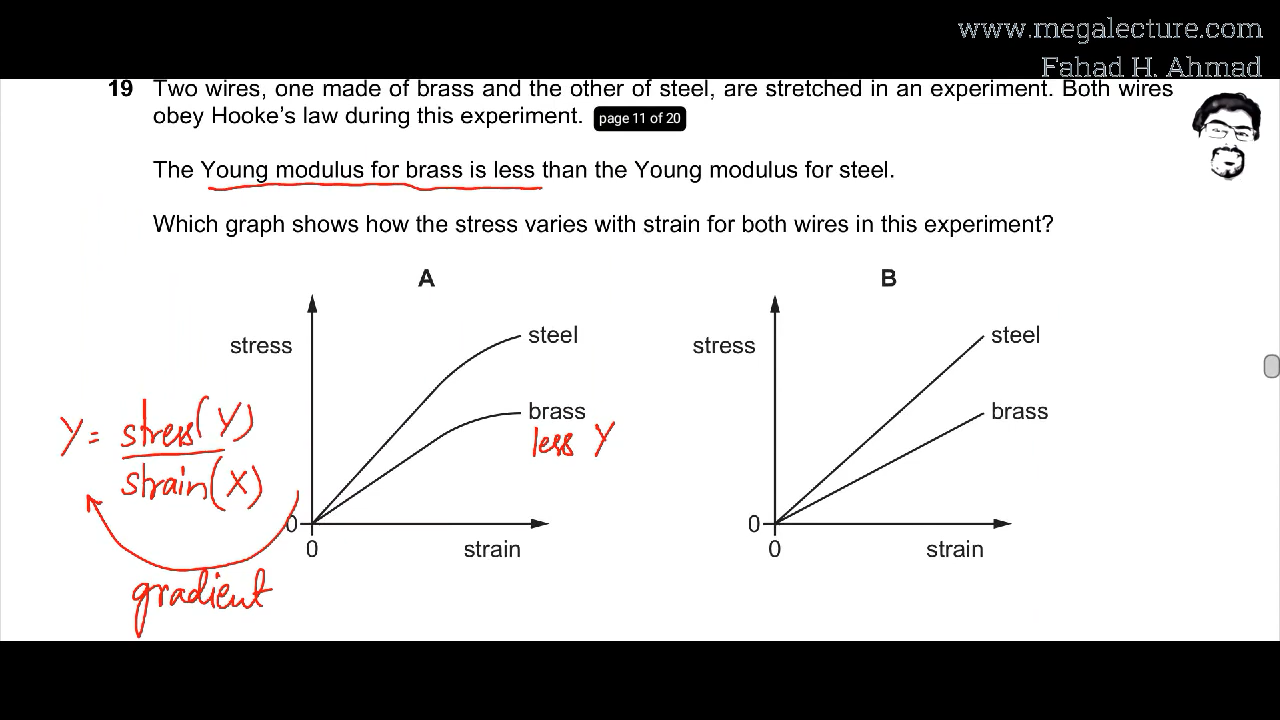 www.megalecture.com
Fahad H. Ahmad
19 Two wires, one made of brass and the other of steel, are stretched in an experiment. Both wires
obey Hooke's law during this experiment. page 11 of 20
The Young modulus for brass is less than the Young modulus for steel.
Which graph shows how the stress varies with strain for both wires in this experiment?
A
stress
steel
brass
less Y
0
0
strain
Y = stress(Y)
strain(X)
gradient
B
stress
steel
brass
0
0
strain